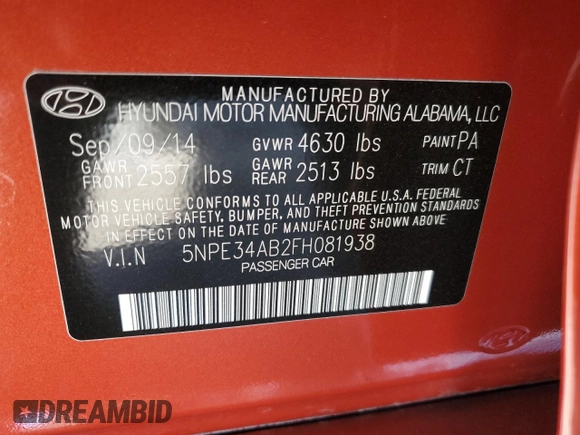 MANUFACTURED BY
HYUNDAI MOTOR MANUFACTURING ALABAMA, LLC
Sep/09/14 GVWR 4630 lbs PAINT PA
GAWR FRONT 2557 lbs GAWR REAR 2513 lbs TRIM CT
THIS VEHICLE CONFORMS TO ALL APPLICABLE U.S.A. FEDERAL
MOTOR VEHICLE SAFETY, BUMPER, AND THEFT PREVENTION STANDARDS
IN EFFECT ON THE DATE OF MANUFACTURE SHOWN ABOVE.
V.I.N 5NPE34AB2FH081938
PASSENGER CAR
DREAMBID